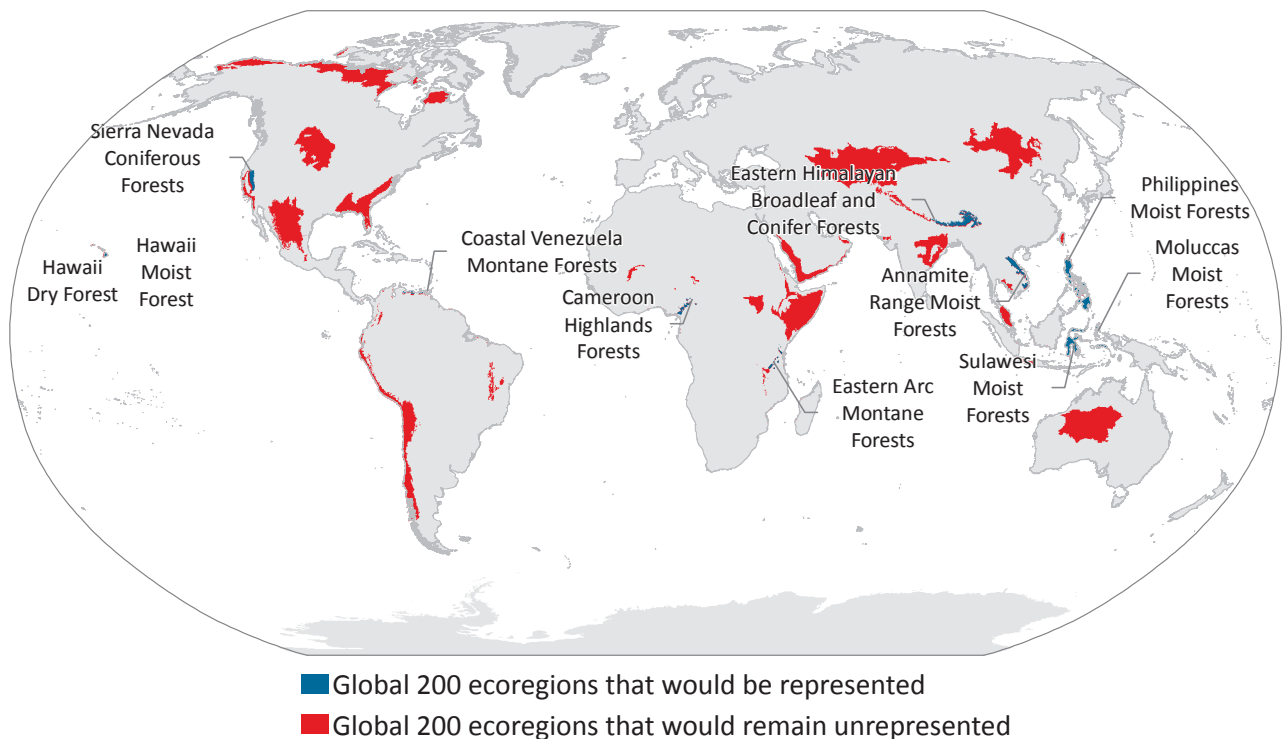 Sierra Nevada
Coniferous
Forests
Hawaii
Dry Forest
Hawaii
Moist
Forest
Coastal Venezuela
Montane Forests
Cameroon
Highlands
Forests
Eastern Himalayan
Broadleaf and
Conifer Forests
Eastern Arc
Montane
Forests
Annamite
Range Moist
Forests
Philippines
Moist Forests
Moluccas
Moist
Forests
Sulawesi
Moist
Forests
Global 200 ecoregions that would be represented
Global 200 ecoregions that would remain unrepresented